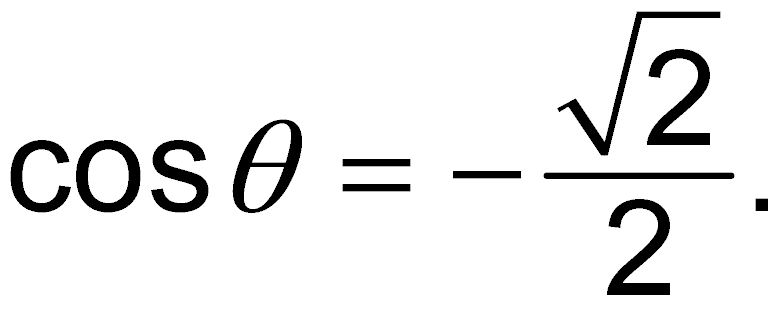 cos θ = −√2/2.